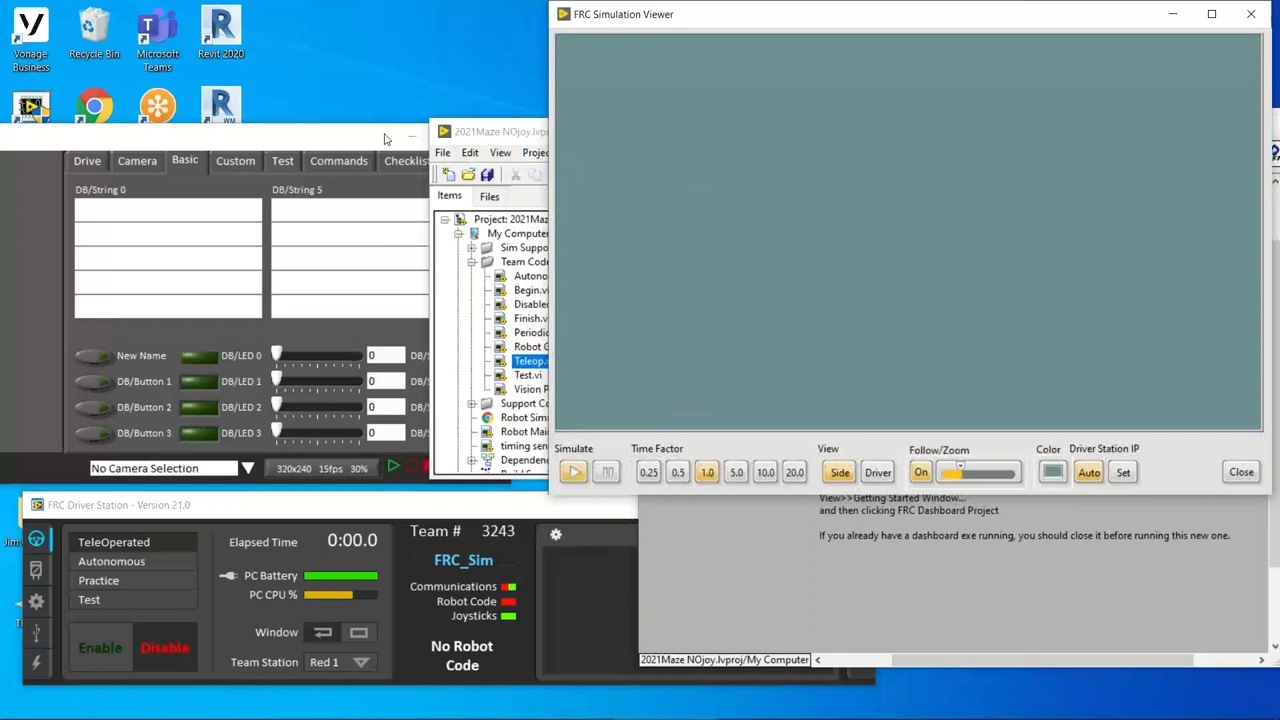 Vonage
Business
Recycle Bin
Microsoft
Teams
Revit 2020
WM
Drive
Camera
Basic
Custom
Test
Commands
Checklist
DB/String 0
DB/String 5
New Name
DB/LED 0
0
DB/Button 1
DB/LED 1
0
DB/Button 2
DB/LED 2
0
DB/Button 3
DB/LED 3
0
No Camera Selection
320x240
15fps
30%
2021Maze NOjoy.lvpro
File
Edit
View
Project
Items
Files
Project: 2021Maz
My Computer
Sim Suppo
Team Code
Autono
Begin.v
Disabled
Finish.vi
Periodic
Robot G
Teleop.v
Test.vi
Vision P
Support Co
Robot Sim
Robot Main
timing sen
Dependenc
FRC Simulation Viewer
Simulate
Time Factor
0.25
0.5
1.0
5.0
10.0
20.0
View
Side
Driver
Follow/Zoom
On
Color
Driver Station IP
Auto
Set
Close
View>>Getting Started Window...
and then clicking FRC Dashboard Project
If you already have a dashboard exe running, you should close it before running this new one.
2021Maze NOjoy.lvproj/My Computer
FRC Driver Station - Version 21.0
TeleOperated
Autonomous
Practice
Test
Enable
Disable
Elapsed Time
0:00.0
PC Battery
PC CPU %
Window
Team Station
Red 1
Team #
3243
FRC_Sim
Communications
Robot Code
Joysticks
No Robot
Code